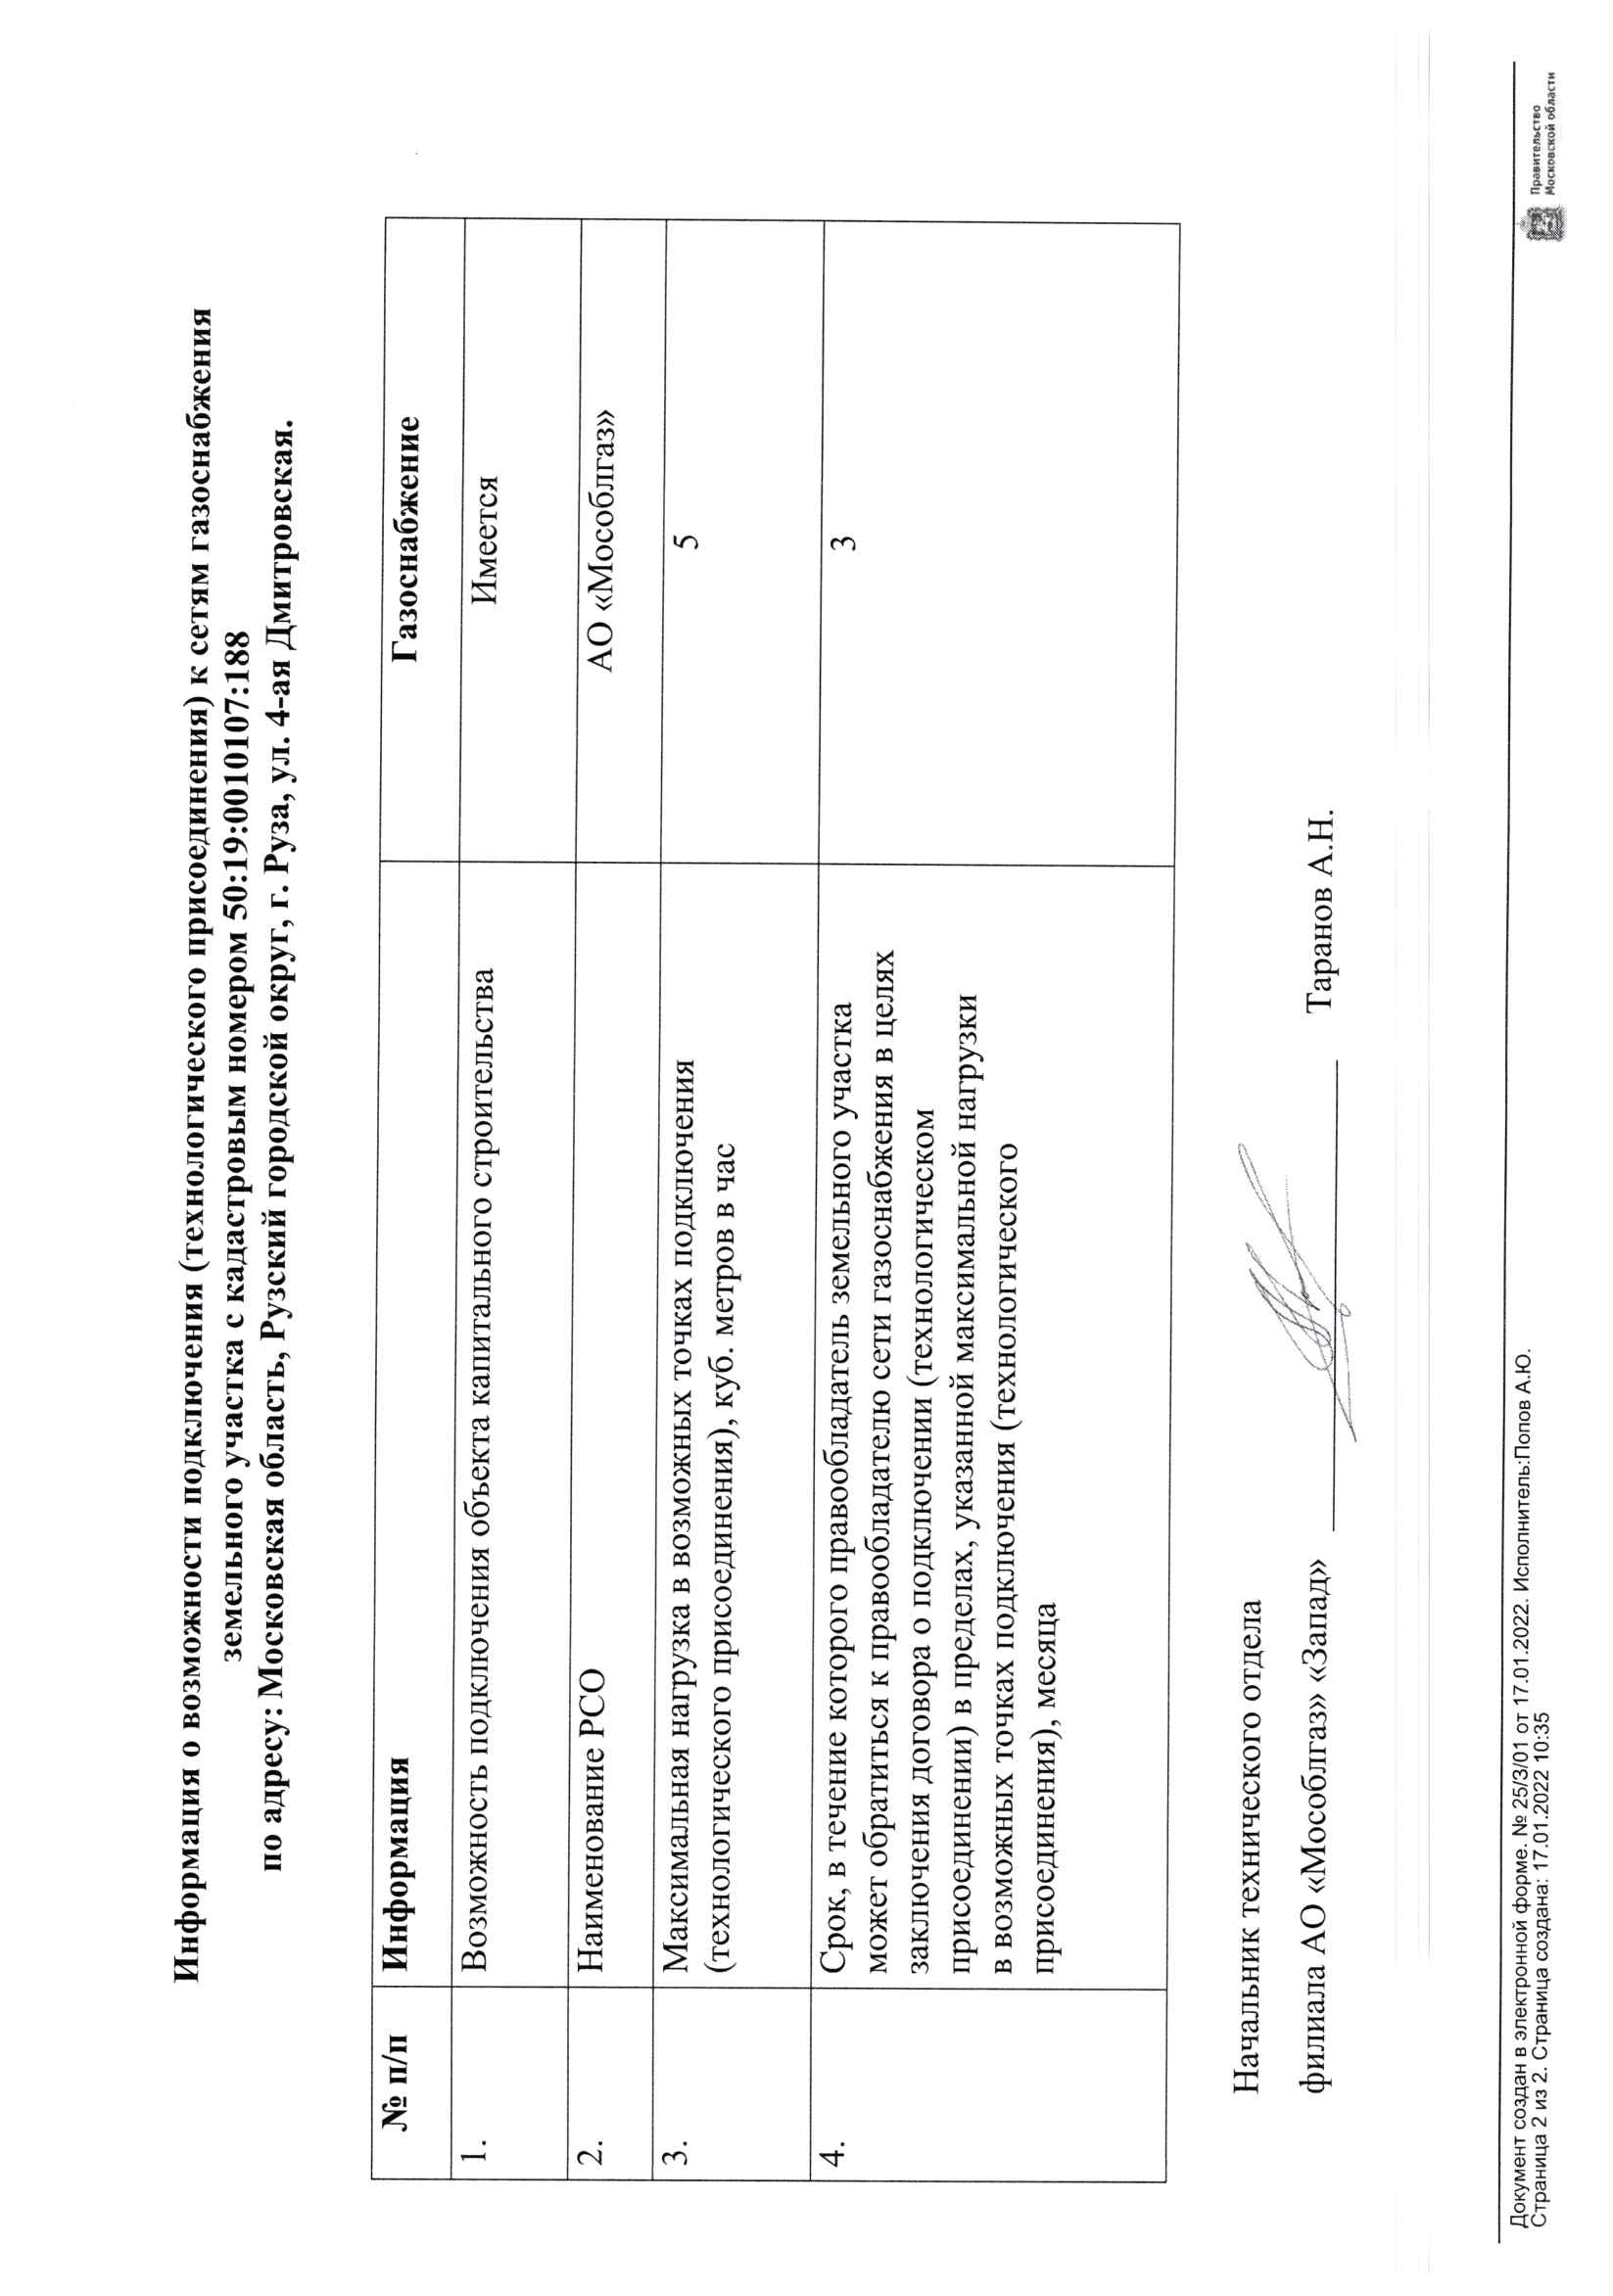 Информация о возможности подключения (технологического присоединения) к сетям газоснабжения
земельного участка с кадастровым номером 50:19:0010107:188
по адресу: Московская область, Рузский городской округ, г. Руза, ул. 4-ая Дмитровская.
№ п/п Информация Газоснабжение
1. Возможность подключения объекта капитального строительства Имеется
2. Наименование РСО АО «Мособлгаз»
3. Максимальная нагрузка в возможных точках подключения 5
(технологического присоединения), куб. метров в час
4. Срок, в течение которого правообладатель земельного участка 3
может обратиться к правообладателю сети газоснабжения в целях
заключения договора о подключении (технологическом
присоединении) в пределах, указанной максимальной нагрузки
в возможных точках подключения (технологического
присоединения), месяца
Начальник технического отдела
филиала АО «Мособлгаз» «Запад» Таранов А.Н.
Документ создан в электронной форме. № 25/3/01 от 17.01.2022. Исполнитель:Попов А.Ю.
Страница 2 из 2. Страница создана: 17.01.2022 10:35
Правительство
Московской области